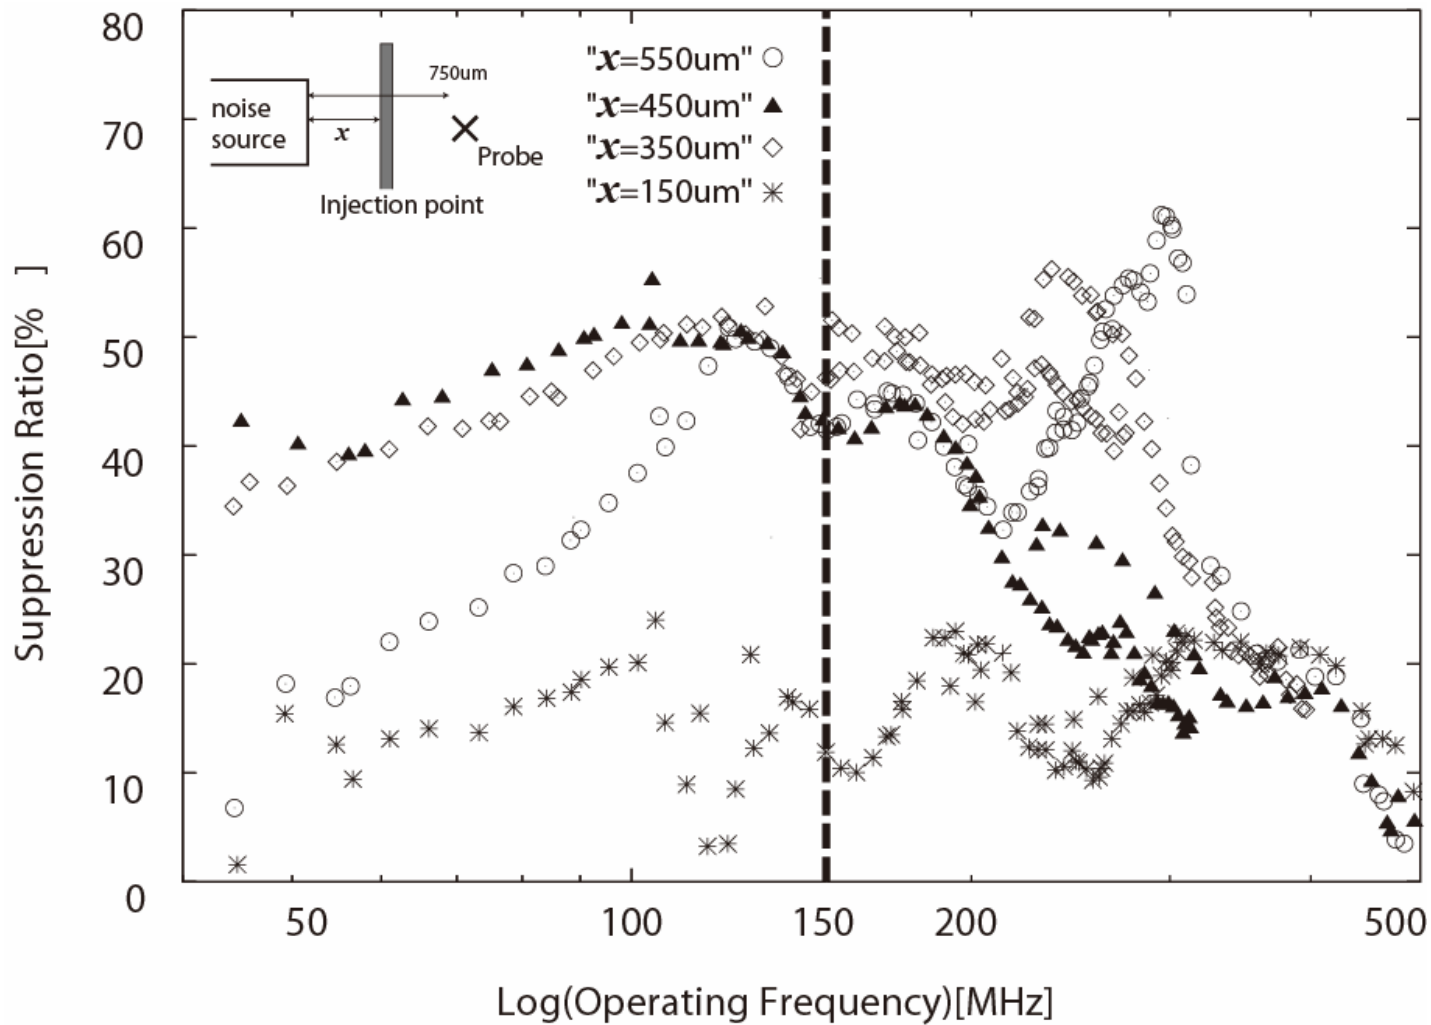 80
70
60
50
40
30
20
10
0
Suppression Ratio[% ]
noise
source
x
750um
Probe
Injection point
"x=550um"
"x=450um"
"x=350um"
"x=150um"
50 100 150 200 500
Log(Operating Frequency)[MHz]